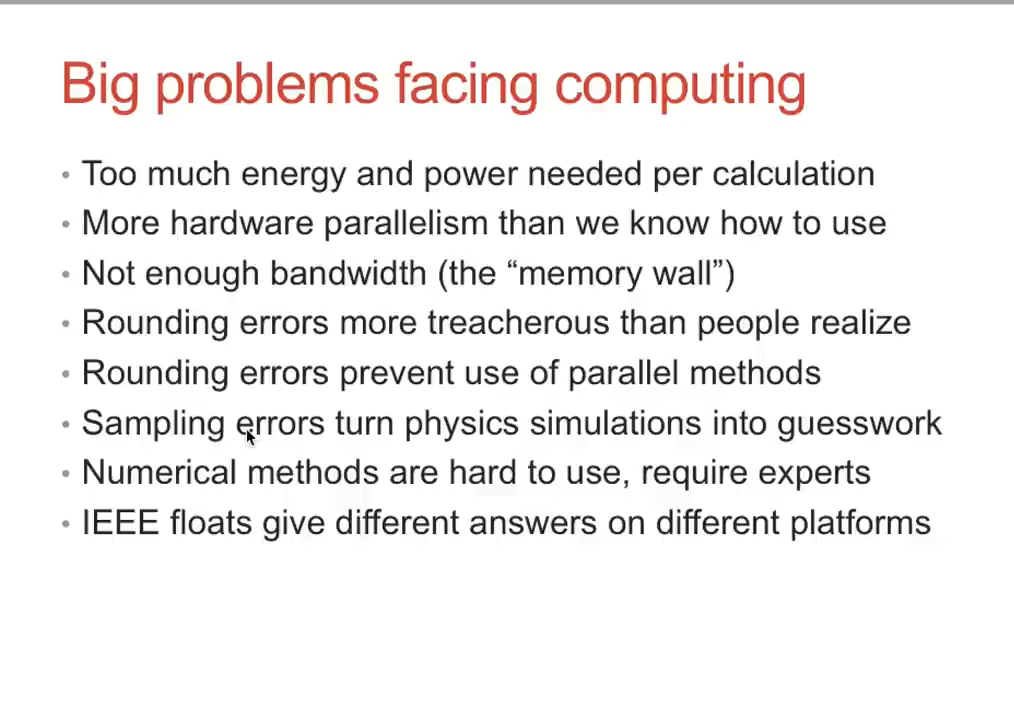 Big problems facing computing
• Too much energy and power needed per calculation
• More hardware parallelism than we know how to use
• Not enough bandwidth (the “memory wall”)
• Rounding errors more treacherous than people realize
• Rounding errors prevent use of parallel methods
• Sampling errors turn physics simulations into guesswork
• Numerical methods are hard to use, require experts
• IEEE floats give different answers on different platforms